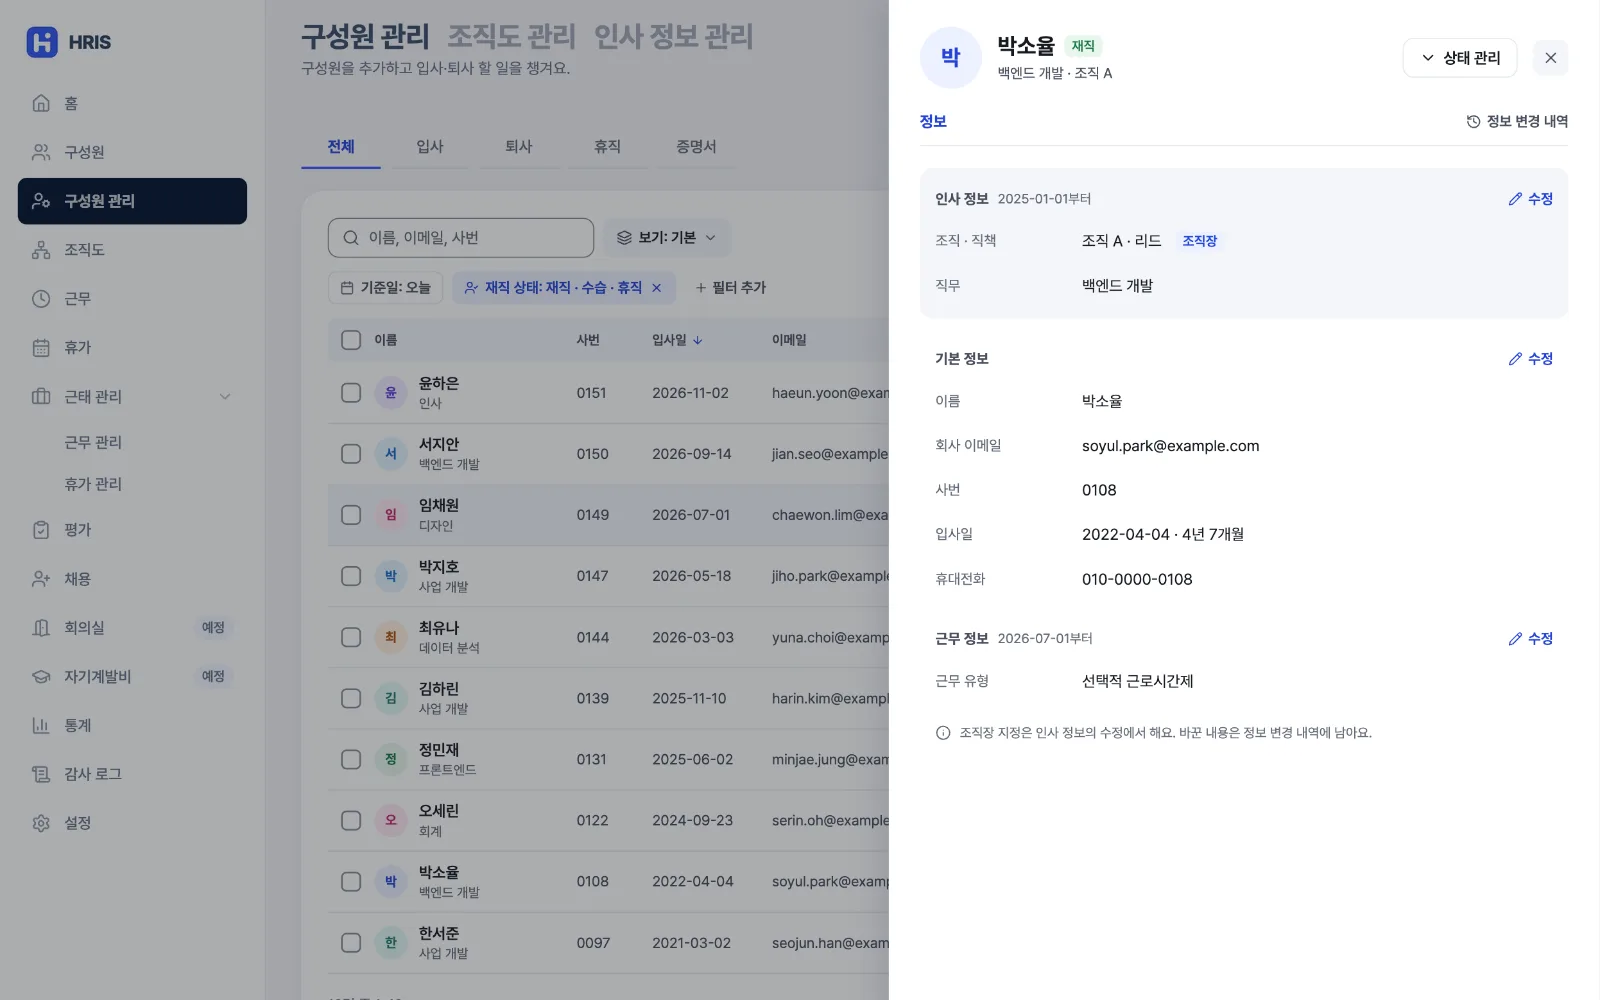 HRIS
홈
구성원
구성원 관리
조직도
근무
휴가
근태 관리
근무 관리
휴가 관리
평가
채용
회의실 예정
자기계발비 예정
통계
감사 로그
설정
구성원 관리 조직도 관리 인사 정보 관리
구성원을 추가하고 입사·퇴사 할 일을 챙겨요.
전체 입사 퇴사 휴직 증명서
이름, 이메일, 사번
보기: 기본
기준일: 오늘
재직 상태: 재직 · 수습 · 휴직
필터 추가
이름 사번 입사일 이메일
윤 윤하은 0151 2026-11-02 haeun.yoon@exam
인사
서 서지안 0150 2026-09-14 jian.seo@example
백엔드 개발
임 임채원 0149 2026-07-01 chaewon.lim@exa
디자인
박 박지호 0147 2026-05-18 jiho.park@example
사업 개발
최 최유나 0144 2026-03-03 yuna.choi@examp
데이터 분석
김 김하린 0139 2025-11-10 harin.kim@example
사업 개발
정 정민재 0131 2025-06-02 minjae.jung@exam
프론트엔드
오 오세린 0122 2024-09-23 serin.oh@example
회계
박 박소율 0108 2022-04-04 soyul.park@examp
백엔드 개발
한 한서준 0097 2021-03-02 seojun.han@exam
사업 개발
박
박소율 재직
백엔드 개발 · 조직 A
상태 관리
정보
정보 변경 내역
인사 정보 2025-01-01부터 수정
조직 · 직책 조직 A · 리드 조직장
직무 백엔드 개발
기본 정보 수정
이름 박소율
회사 이메일 soyul.park@example.com
사번 0108
입사일 2022-04-04 · 4년 7개월
휴대전화 010-0000-0108
근무 정보 2026-07-01부터 수정
근무 유형 선택적 근로시간제
조직장 지정은 인사 정보의 수정에서 해요. 바꾼 내용은 정보 변경 내역에 남아요.